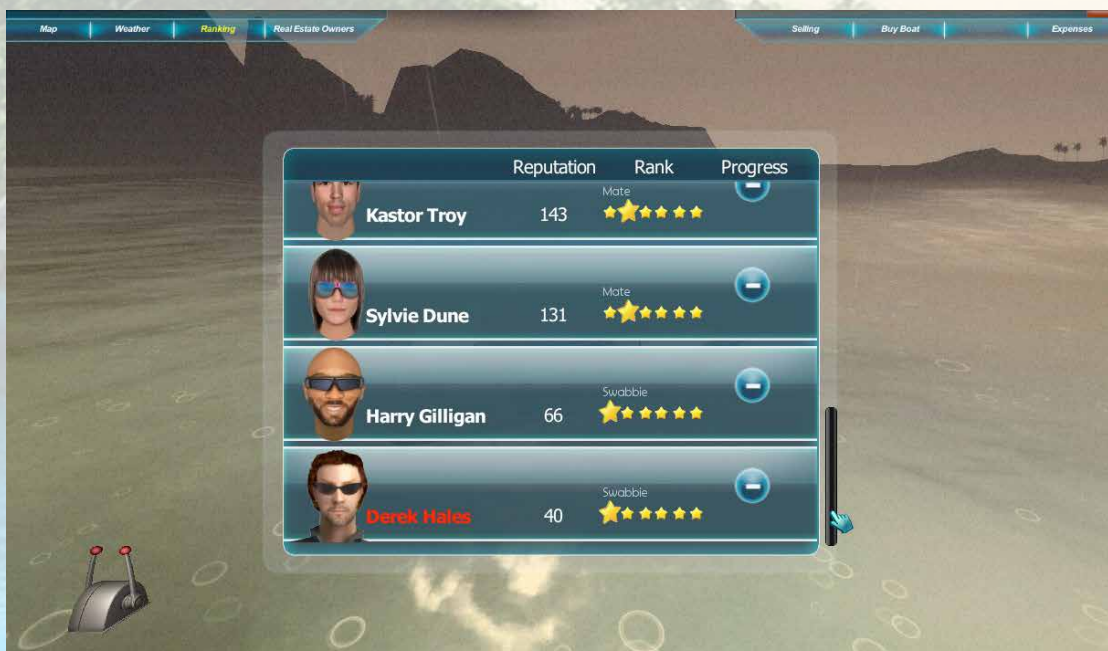 Map Weather Ranking Real Estate Owners Selling Buy Boat Expenses
Reputation Rank Progress
Mate
Kastor Troy 143
Mate
Sylvie Dune 131
Swabbie
Harry Gilligan 66
Swabbie
Derek Hales 40